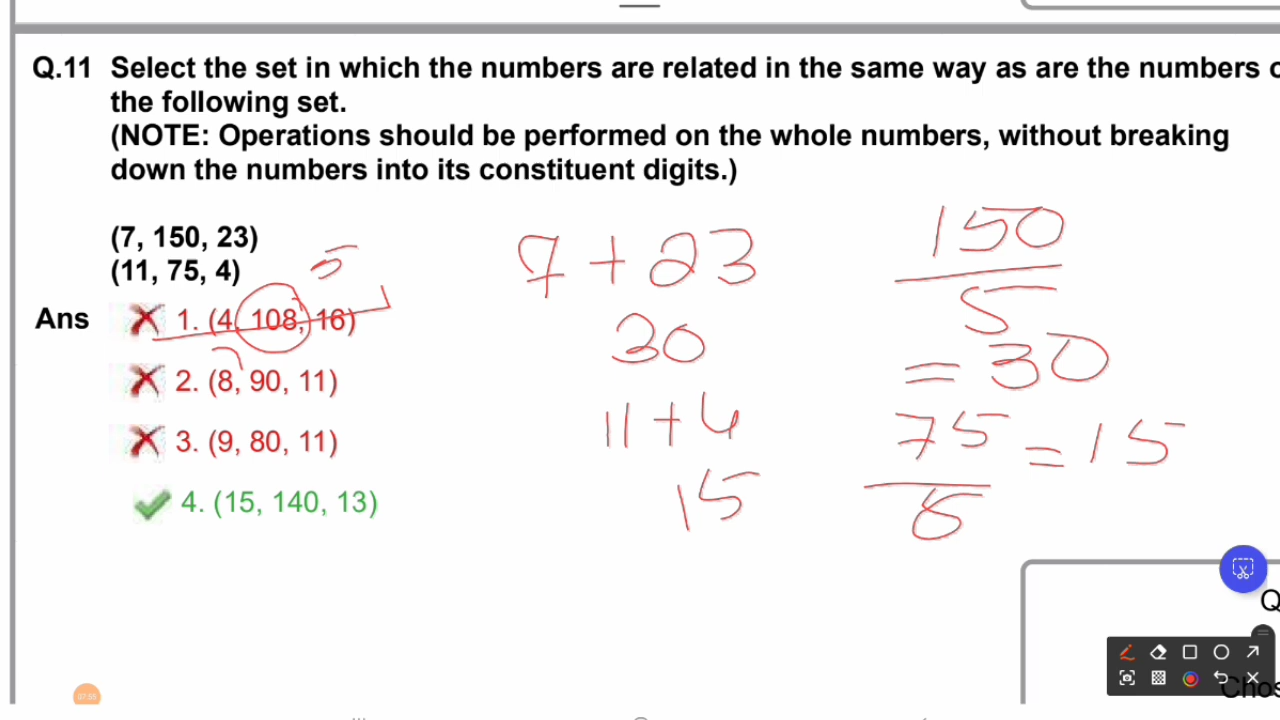 Q.11 Select the set in which the numbers are related in the same way as are the numbers
the following set.
(NOTE: Operations should be performed on the whole numbers, without breaking
down the numbers into its constituent digits.)
(7, 150, 23)
(11, 75, 4)
5
Ans 1. (4, 108, 16)
2. (8, 90, 11)
3. (9, 80, 11)
4. (15, 140, 13)
7 + 23
30
11 + 4
15
150
5
= 30
75 = 15
5
Q
Chos
07:55